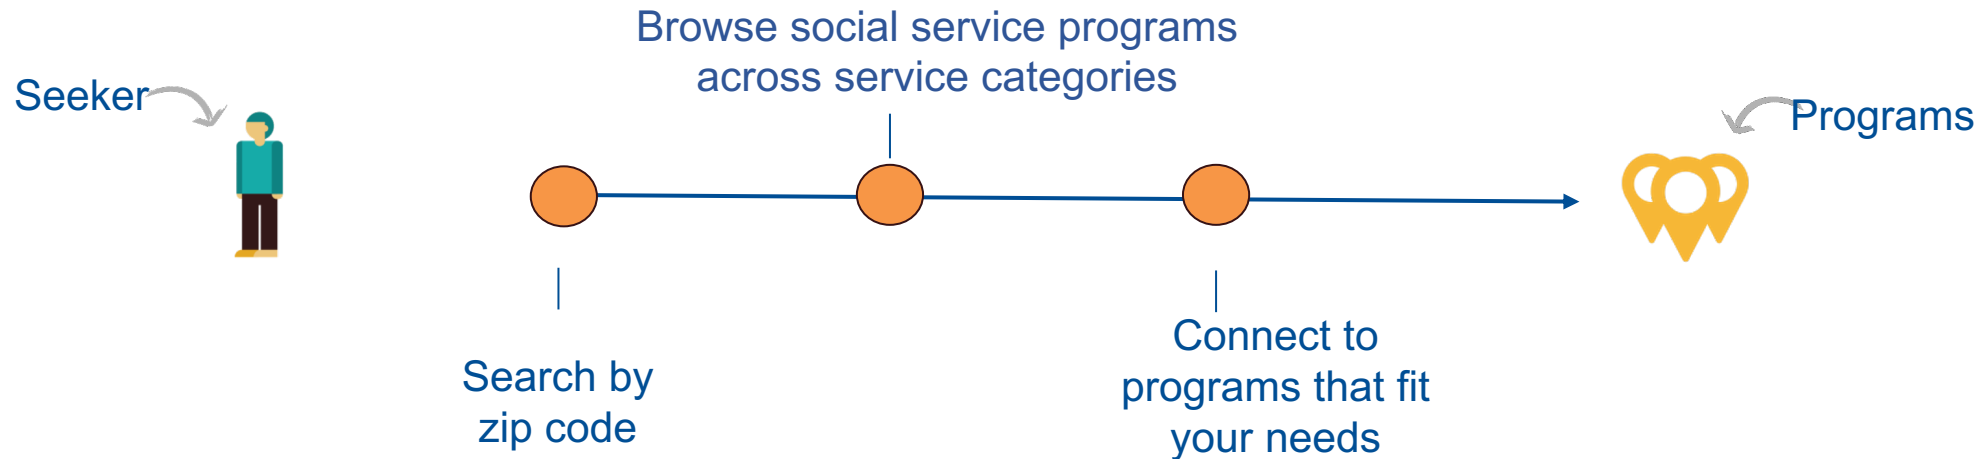 Browse social service programs
across service categories
Seeker
Programs
Search by
zip code
Connect to
programs that fit
your needs